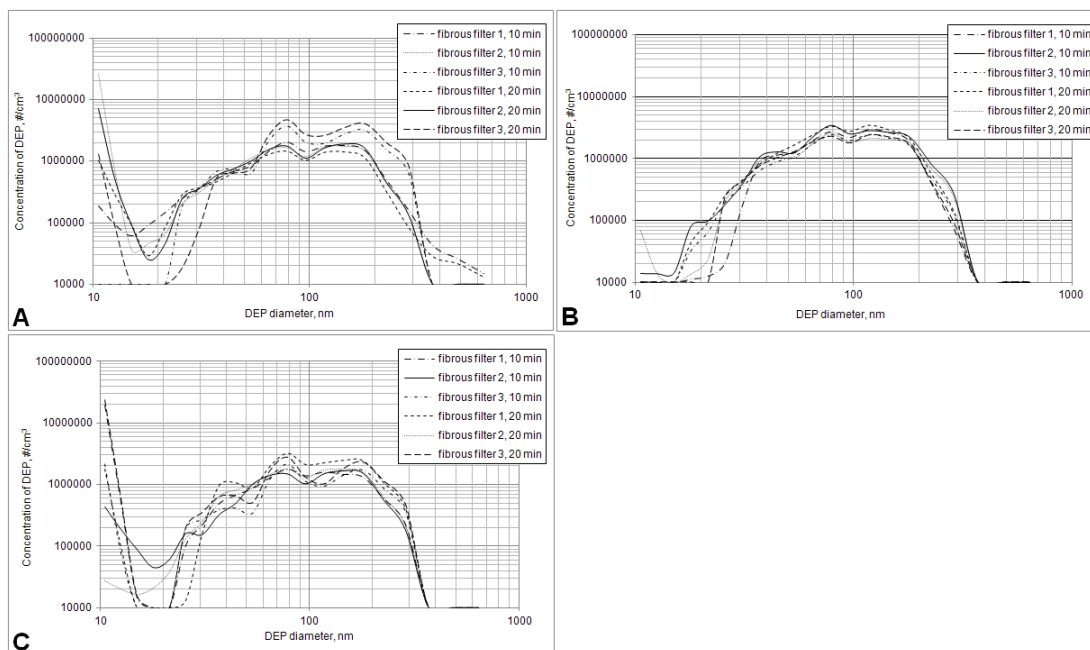 100000000
10000000
1000000
100000
10000
Concentration of DEP, #/cm³
10
100
1000
DEP diameter, nm
fibrous filter 1, 10 min
fibrous filter 2, 10 min
fibrous filter 3, 10 min
fibrous filter 1, 20 min
fibrous filter 2, 20 min
fibrous filter 3, 20 min
A
100000000
10000000
1000000
100000
10000
Concentration of DEP, #/cm³
10
100
1000
DEP diameter, nm
fibrous filter 1, 10 min
fibrous filter 2, 10 min
fibrous filter 3, 10 min
fibrous filter 1, 20 min
fibrous filter 2, 20 min
fibrous filter 3, 20 min
B
100000000
10000000
1000000
100000
10000
Concentration of DEP, #/cm³
10
100
1000
DEP diameter, nm
fibrous filter 1, 10 min
fibrous filter 2, 10 min
fibrous filter 3, 10 min
fibrous filter 1, 20 min
fibrous filter 2, 20 min
fibrous filter 3, 20 min
C